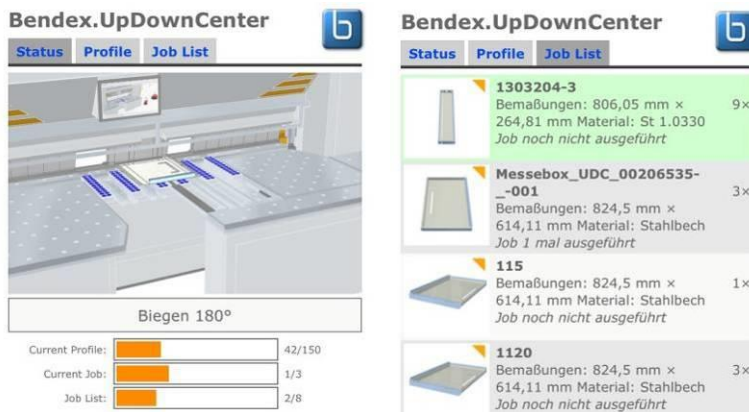 Bendex.UpDownCenter
Status Profile Job List
Biegen 180°
Current Profile: 42/150
Current Job: 1/3
Job List: 2/8
Bendex.UpDownCenter
Status Profile Job List
1303204-3
Bemaßungen: 806,05 mm × 9×
264,81 mm Material: St 1.0330
Job noch nicht ausgeführt
Messebox_UDC_00206535-
_-001
Bemaßungen: 824,5 mm × 3×
614,11 mm Material: Stahlbech
Job 1 mal ausgeführt
115
Bemaßungen: 824,5 mm × 1×
614,11 mm Material: Stahlbech
Job noch nicht ausgeführt
1120
Bemaßungen: 824,5 mm × 3×
614,11 mm Material: Stahlbech
Job noch nicht ausgeführt